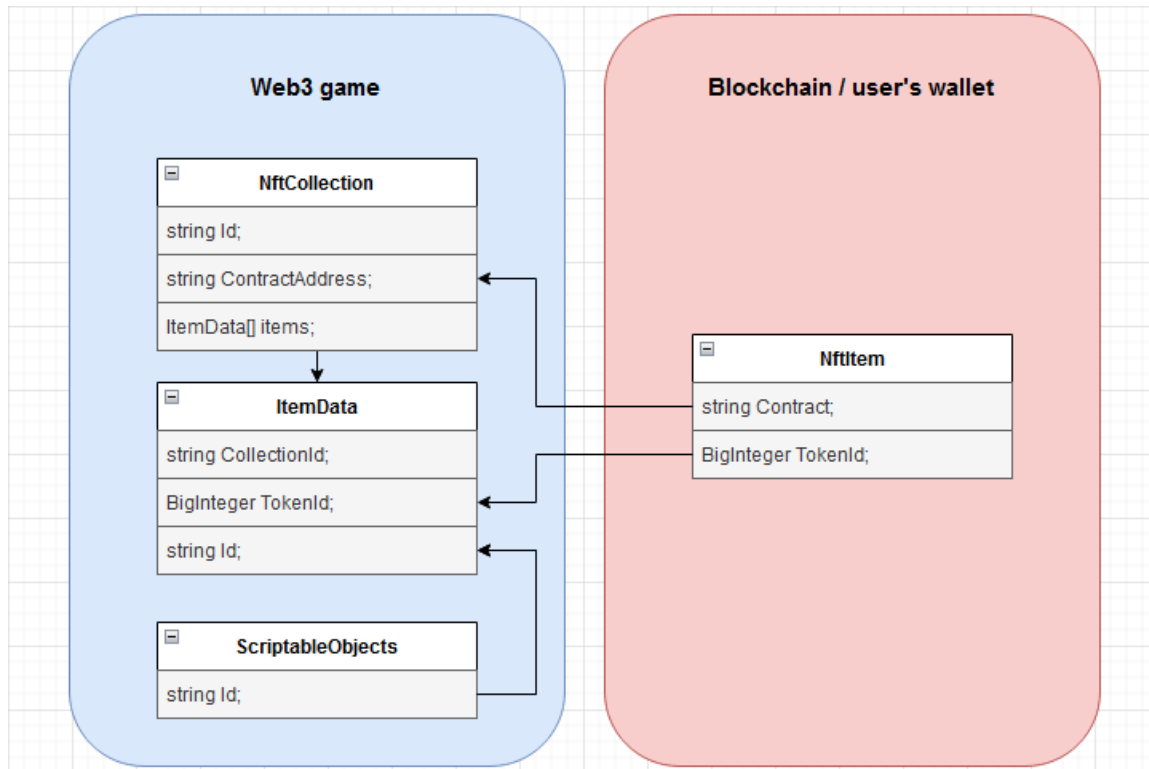 Web3 game
NftCollection
string Id;
string ContractAddress;
ItemData[] items;
ItemData
string CollectionId;
BigInteger TokenId;
string Id;
ScriptableObjects
string Id;
Blockchain / user's wallet
NftItem
string Contract;
BigInteger TokenId;